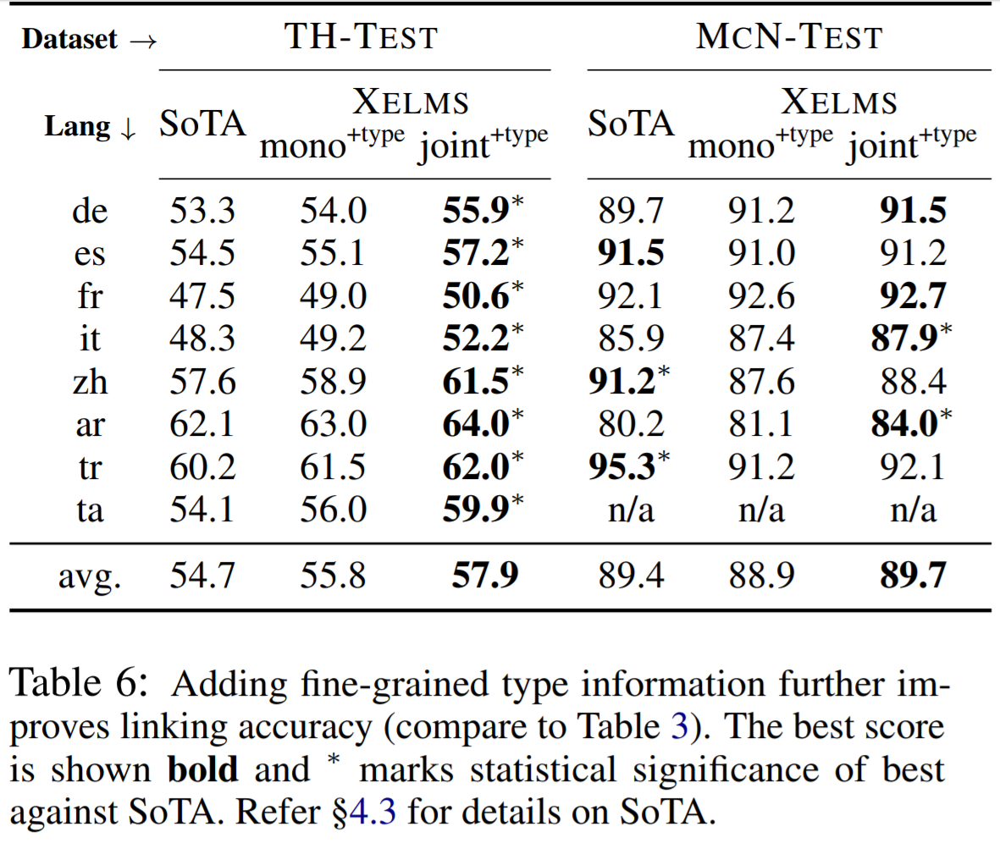 Dataset → TH-TEST MCN-TEST
Lang ↓ SoTA XELMS SoTA XELMS
mono+type joint+type mono+type joint+type
de 53.3 54.0 55.9* 89.7 91.2 91.5
es 54.5 55.1 57.2* 91.5 91.0 91.2
fr 47.5 49.0 50.6* 92.1 92.6 92.7
it 48.3 49.2 52.2* 85.9 87.4 87.9*
zh 57.6 58.9 61.5* 91.2* 87.6 88.4
ar 62.1 63.0 64.0* 80.2 81.1 84.0*
tr 60.2 61.5 62.0* 95.3* 91.2 92.1
ta 54.1 56.0 59.9* n/a n/a n/a
avg. 54.7 55.8 57.9 89.4 88.9 89.7
Table 6: Adding fine-grained type information further im-
proves linking accuracy (compare to Table 3). The best score
is shown bold and * marks statistical significance of best
against SoTA. Refer §4.3 for details on SoTA.